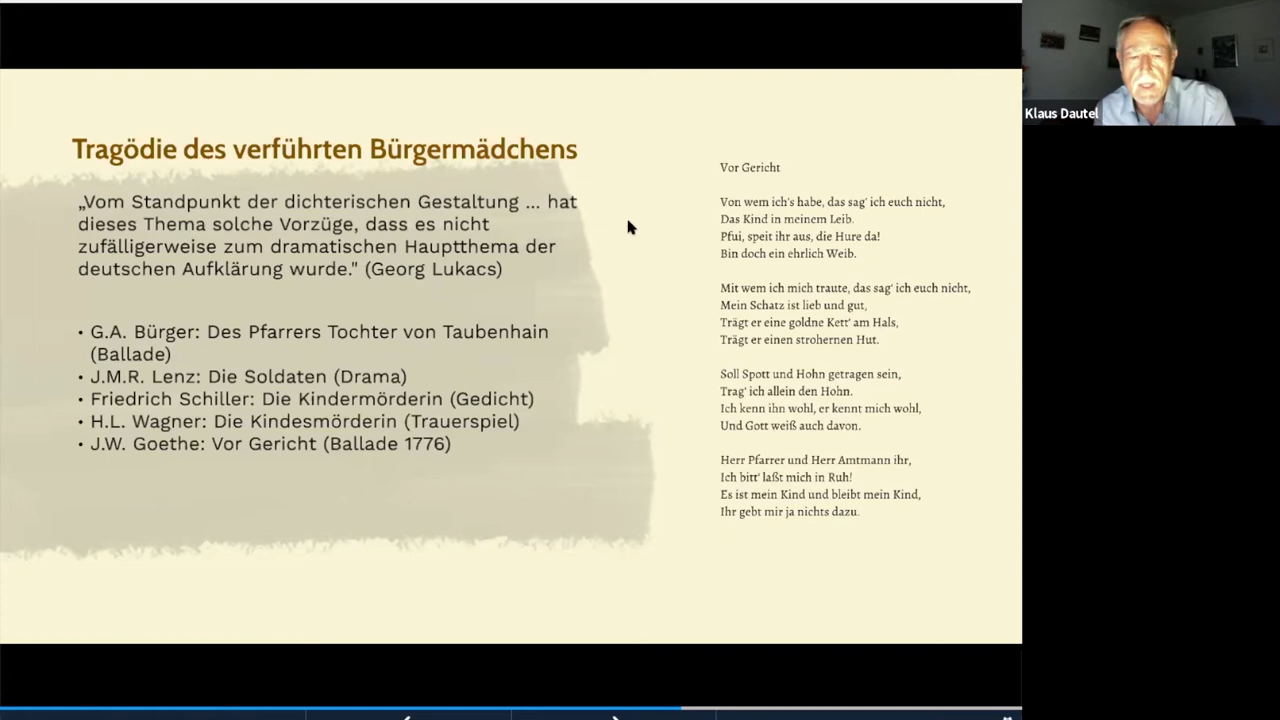 Tragödie des verführten Bürgermädchens
„Vom Standpunkt der dichterischen Gestaltung ... hat
dieses Thema solche Vorzüge, dass es nicht
zufälligerweise zum dramatischen Hauptthema der
deutschen Aufklärung wurde." (Georg Lukacs)
• G.A. Bürger: Des Pfarrers Tochter von Taubenhain
(Ballade)
• J.M.R. Lenz: Die Soldaten (Drama)
• Friedrich Schiller: Die Kindermörderin (Gedicht)
• H.L. Wagner: Die Kindesmörderin (Trauerspiel)
• J.W. Goethe: Vor Gericht (Ballade 1776)
Vor Gericht
Von wem ich's habe, das sag' ich euch nicht,
Das Kind in meinem Leib.
Pfui, speit ihr aus, die Hure da!
Bin doch ein ehrlich Weib.
Mit wem ich mich traute, das sag' ich euch nicht,
Mein Schatz ist lieb und gut,
Trägt er eine goldne Kett' am Hals,
Trägt er einen strohernen Hut.
Soll Spott und Hohn getragen sein,
Trag' ich allein den Hohn.
Ich kenn ihn wohl, er kennt mich wohl,
Und Gott weiß auch davon.
Herr Pfarrer und Herr Amtmann ihr,
Ich bitt' laßt mich in Ruh!
Es ist mein Kind und bleibt mein Kind,
Ihr gebt mir ja nichts dazu.
Klaus Dautel